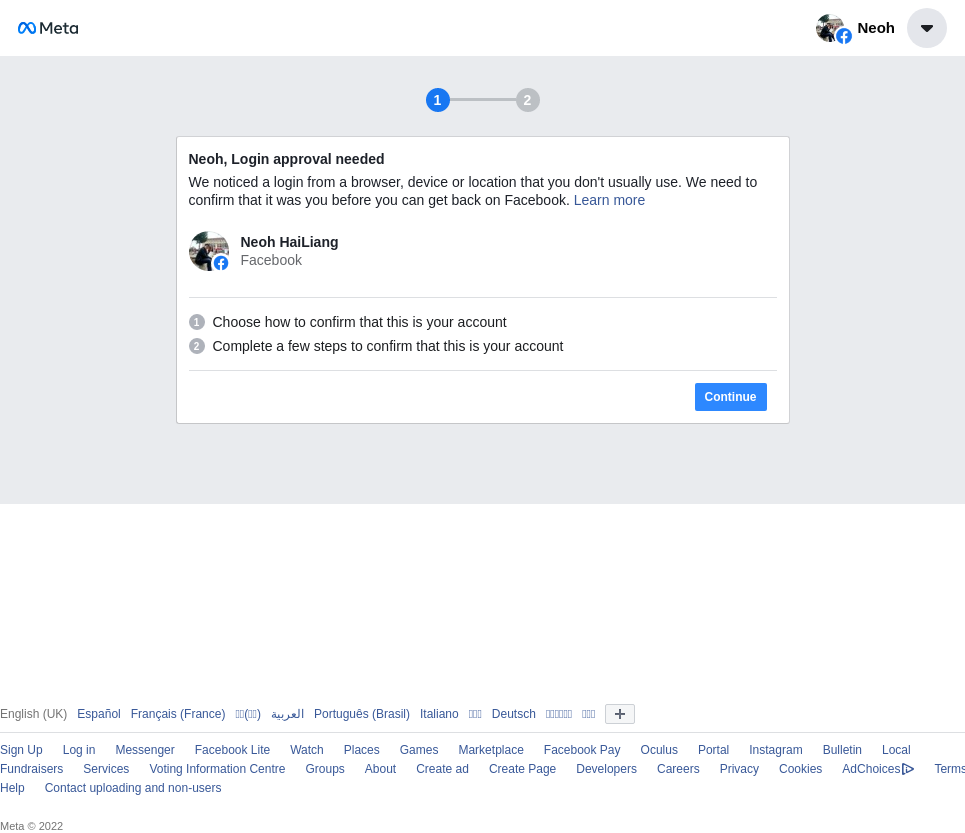 Meta
Neoh
1 2
Neoh, Login approval needed
We noticed a login from a browser, device or location that you don't usually use. We need to
confirm that it was you before you can get back on Facebook. Learn more
Neoh HaiLiang
Facebook
1 Choose how to confirm that this is your account
2 Complete a few steps to confirm that this is your account
Continue
English (UK) Español Français (France) العربية Português (Brasil) Italiano Deutsch
Sign Up Log in Messenger Facebook Lite Watch Places Games Marketplace Facebook Pay Oculus Portal Instagram Bulletin Local
Fundraisers Services Voting Information Centre Groups About Create ad Create Page Developers Careers Privacy Cookies AdChoices Terms
Help Contact uploading and non-users
Meta © 2022